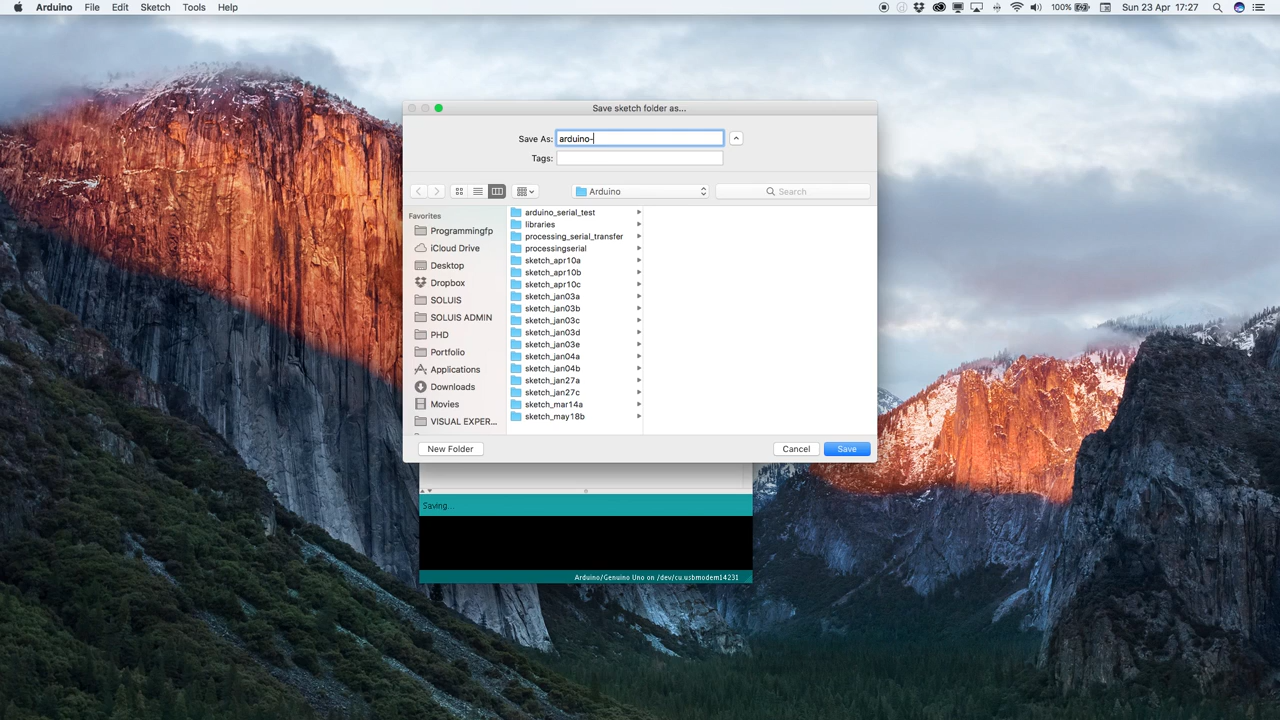 Arduino File Edit Sketch Tools Help 100% Sun 23 Apr 17:27
Save sketch folder as...
Save As: arduino-
Tags:
Arduino
Search
Favorites
Programmingfp
iCloud Drive
Desktop
Dropbox
SOLUIS
SOLUIS ADMIN
PHD
Portfolio
Applications
Downloads
Movies
VISUAL EXPER...
arduino_serial_test
libraries
processing_serial_transfer
processingserial
sketch_apr10a
sketch_apr10b
sketch_apr10c
sketch_jan03a
sketch_jan03b
sketch_jan03c
sketch_jan03d
sketch_jan03e
sketch_jan04a
sketch_jan04b
sketch_jan27a
sketch_jan27c
sketch_mar14a
sketch_may18b
New Folder Cancel Save
Saving...
Arduino/Genuino Uno on /dev/cu.usbmodem14231